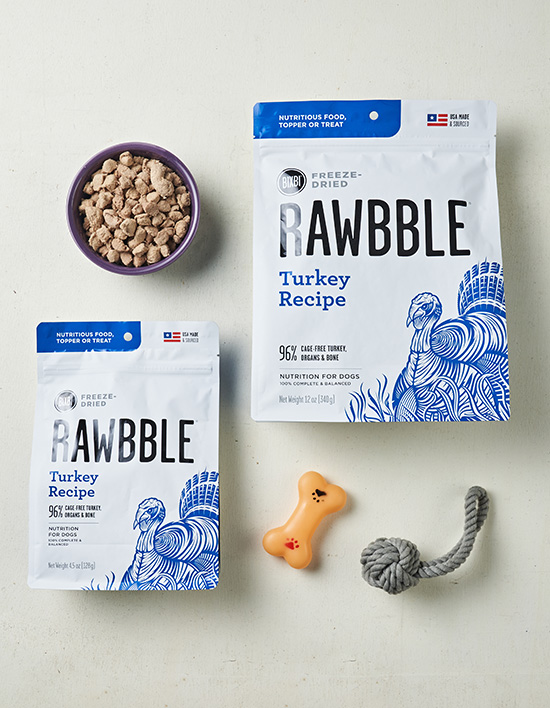 NUTRITIOUS FOOD,
TOPPER OR TREAT
USA MADE
& SOURCED
BIXBI
FREEZE-
DRIED
RAWBBLE
Turkey
Recipe
96% CAGE-FREE TURKEY,
ORGANS & BONE
NUTRITION FOR DOGS
100% COMPLETE & BALANCED
Net Weight 12 oz (340g)
NUTRITIOUS FOOD,
TOPPER OR TREAT
USA MADE
& SOURCED
BIXBI
FREEZE-
DRIED
RAWBBLE
Turkey
Recipe
96% CAGE-FREE TURKEY,
ORGANS & BONE
NUTRITION
FOR DOGS
100% COMPLETE &
BALANCED
Net Weight 4.5 oz (128g)